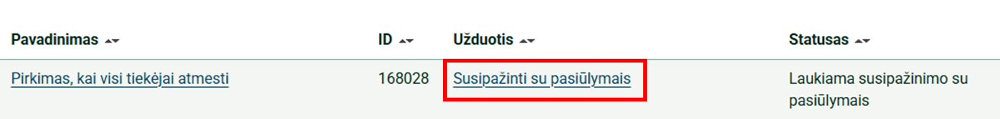 Pavadinimas ID Užduotis Statusas
Pirkimas, kai visi tiekėjai atmesti 168028 Susipažinti su pasiūlymais Laukiama susipažinimo su
pasiūlymais